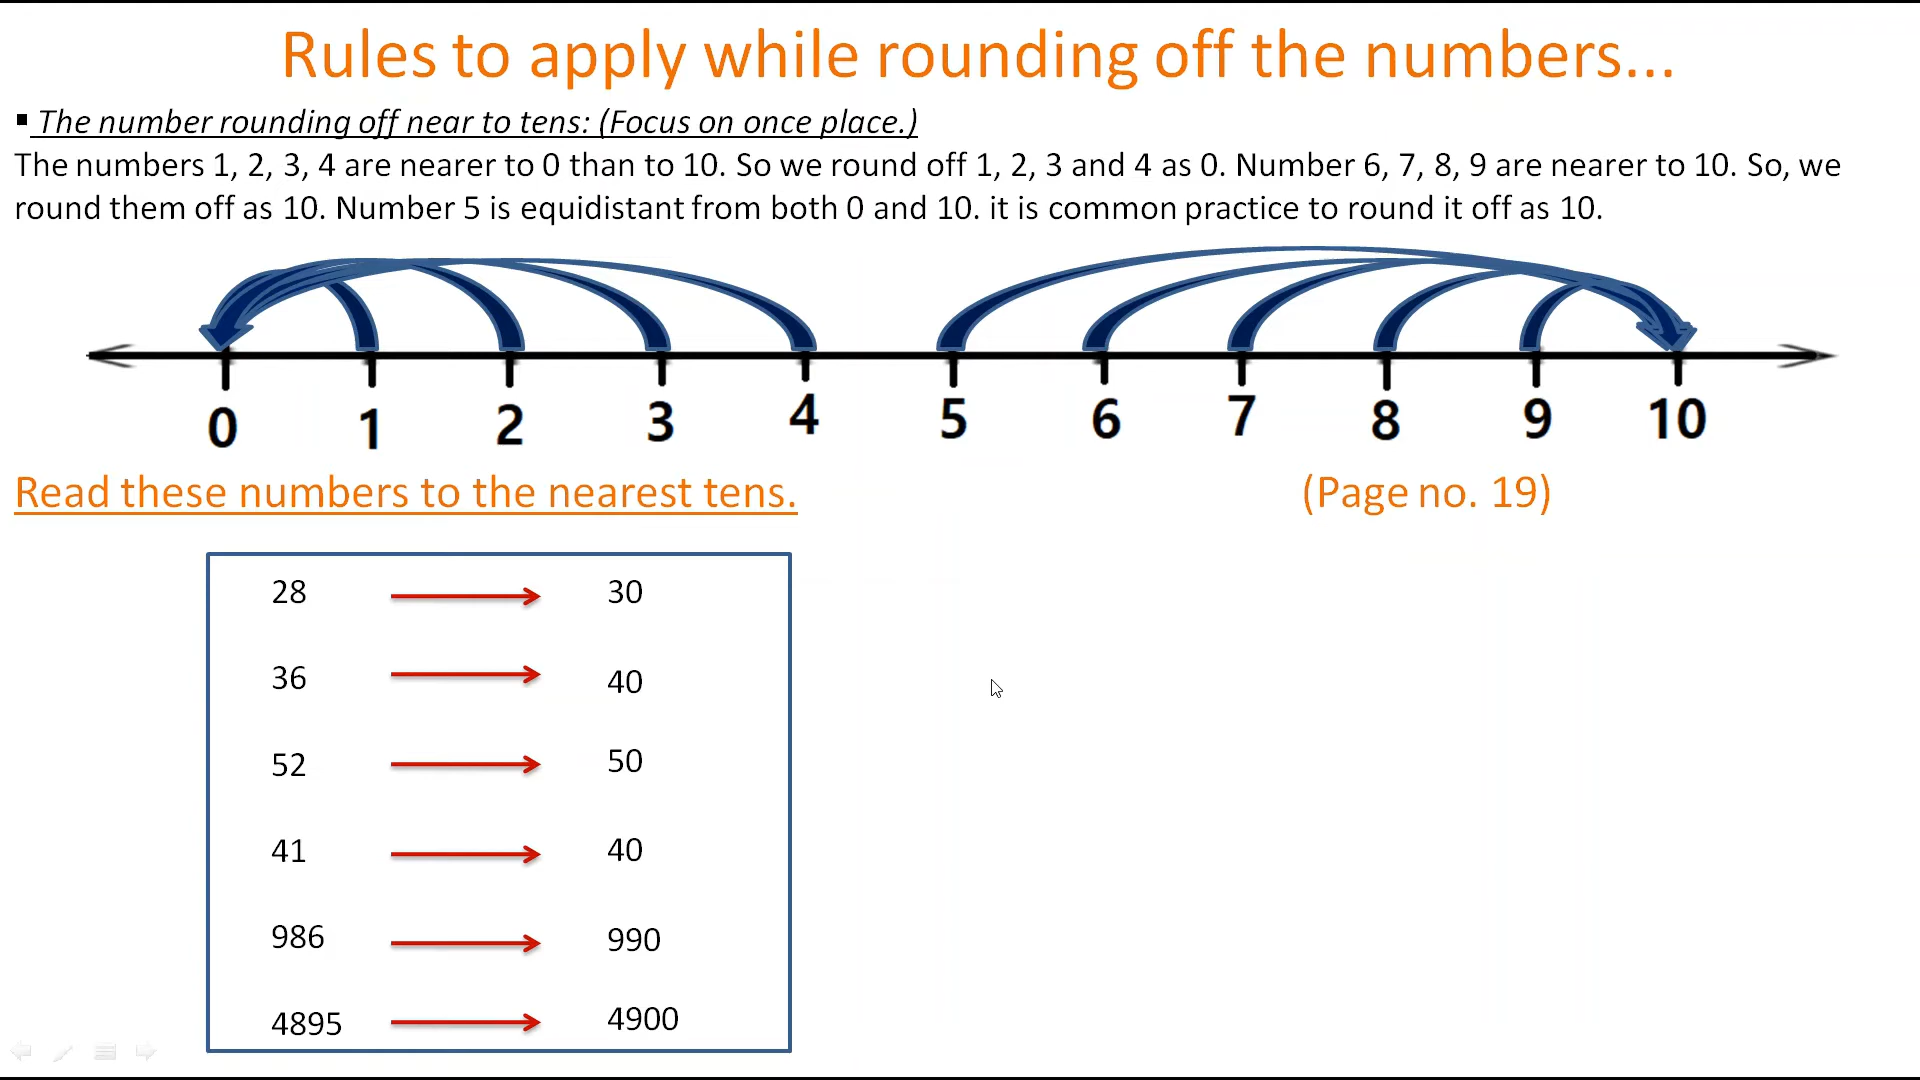 Rules to apply while rounding off the numbers...
▪ The number rounding off near to tens: (Focus on once place.)
The numbers 1, 2, 3, 4 are nearer to 0 than to 10. So we round off 1, 2, 3 and 4 as 0. Number 6, 7, 8, 9 are nearer to 10. So, we
round them off as 10. Number 5 is equidistant from both 0 and 10. it is common practice to round it off as 10.
0 1 2 3 4 5 6 7 8 9 10
Read these numbers to the nearest tens. (Page no. 19)
28 30
36 40
52 50
41 40
986 990
4895 4900